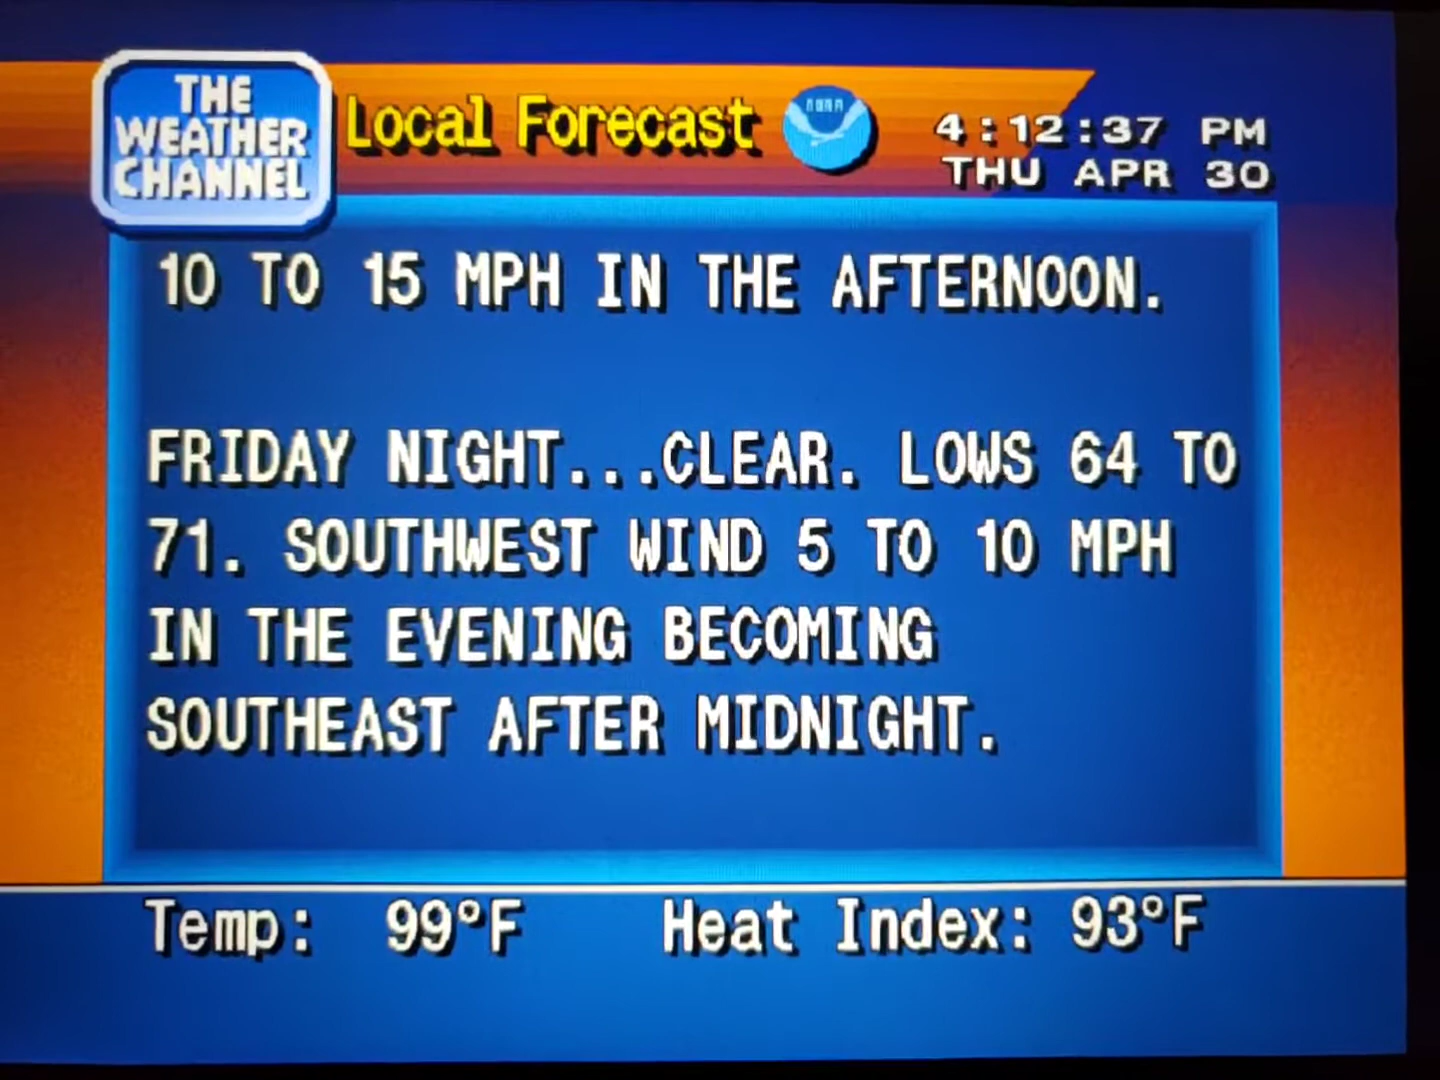 THE
WEATHER
CHANNEL
Local Forecast
NOAA
4:12:37 PM
THU APR 30
10 TO 15 MPH IN THE AFTERNOON.
FRIDAY NIGHT...CLEAR. LOWS 64 TO
71. SOUTHWEST WIND 5 TO 10 MPH
IN THE EVENING BECOMING
SOUTHEAST AFTER MIDNIGHT.
Temp: 99°F Heat Index: 93°F